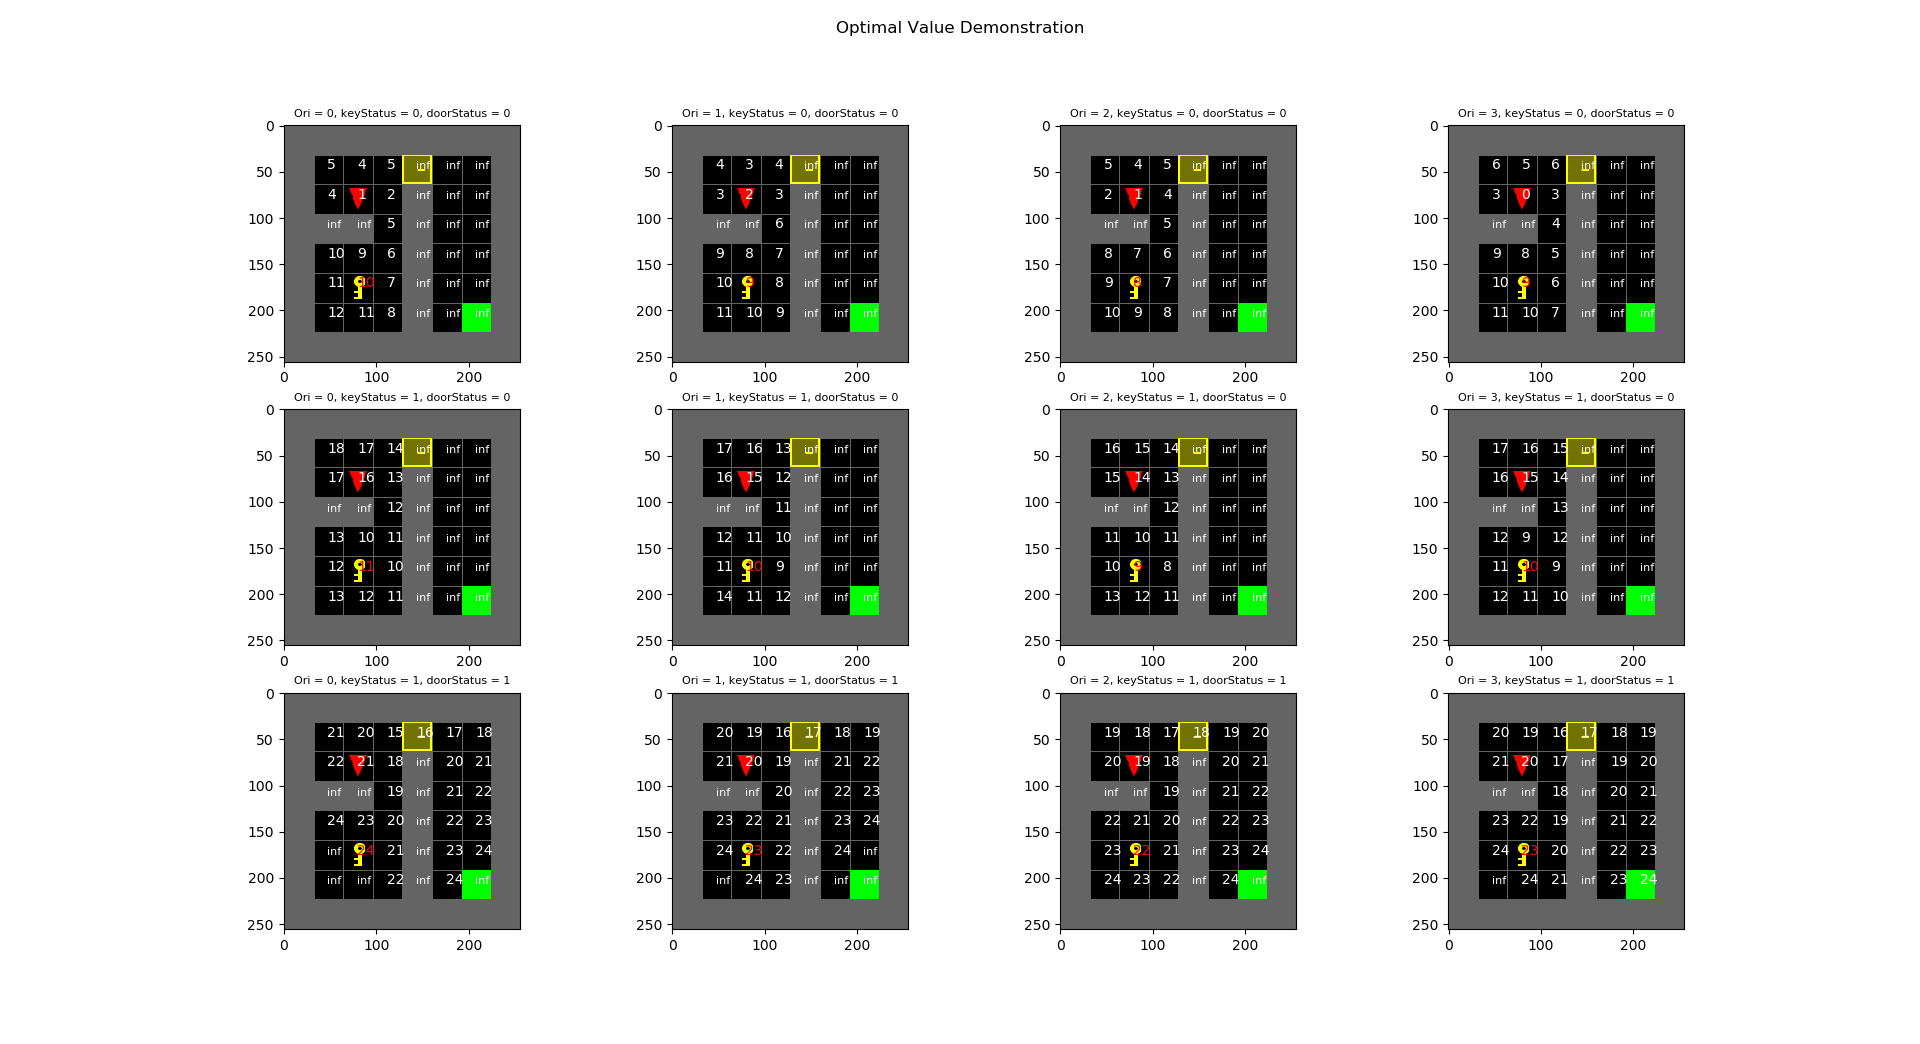 Optimal Value Demonstration
Ori = 0, keyStatus = 0, doorStatus = 0
0
50
100
150
200
250
5 4 5 inf inf inf
4 1 2 inf inf inf
inf inf 5 inf inf inf
10 9 6 inf inf inf
11 10 7 inf inf inf
12 11 8 inf inf inf
0 100 200
Ori = 1, keyStatus = 0, doorStatus = 0
0
50
100
150
200
250
4 3 4 inf inf inf
3 2 3 inf inf inf
inf inf 6 inf inf inf
9 8 7 inf inf inf
10 8 inf inf inf
11 10 9 inf inf inf
0 100 200
Ori = 2, keyStatus = 0, doorStatus = 0
0
50
100
150
200
250
5 4 5 inf inf inf
2 1 4 inf inf inf
inf inf 5 inf inf inf
8 7 6 inf inf inf
9 7 inf inf inf
10 9 8 inf inf inf
0 100 200
Ori = 3, keyStatus = 0, doorStatus = 0
0
50
100
150
200
250
6 5 6 inf inf inf
3 0 3 inf inf inf
inf inf 4 inf inf inf
9 8 5 inf inf inf
10 6 inf inf inf
11 10 7 inf inf inf
0 100 200
Ori = 0, keyStatus = 1, doorStatus = 0
0
50
100
150
200
250
18 17 14 inf inf inf
17 16 13 inf inf inf
inf inf 12 inf inf inf
13 10 11 inf inf inf
12 11 10 inf inf inf
13 12 11 inf inf inf
0 100 200
Ori = 1, keyStatus = 1, doorStatus = 0
0
50
100
150
200
250
17 16 13 inf inf inf
16 15 12 inf inf inf
inf inf 11 inf inf inf
12 11 10 inf inf inf
11 10 9 inf inf inf
14 11 12 inf inf inf
0 100 200
Ori = 2, keyStatus = 1, doorStatus = 0
0
50
100
150
200
250
16 15 14 inf inf inf
15 14 13 inf inf inf
inf inf 12 inf inf inf
11 10 11 inf inf inf
10 8 inf inf inf
13 12 11 inf inf inf
0 100 200
Ori = 3, keyStatus = 1, doorStatus = 0
0
50
100
150
200
250
17 16 15 inf inf inf
16 15 14 inf inf inf
inf inf 13 inf inf inf
12 9 12 inf inf inf
11 10 9 inf inf inf
12 11 10 inf inf inf
0 100 200
Ori = 0, keyStatus = 1, doorStatus = 1
0
50
100
150
200
250
21 20 15 16 17 18
22 21 18 inf 20 21
inf inf 19 inf 21 22
24 23 20 inf 22 23
inf 24 21 inf 23 24
inf inf 22 inf 24 inf
0 100 200
Ori = 1, keyStatus = 1, doorStatus = 1
0
50
100
150
200
250
20 19 16 17 18 19
21 20 19 inf 21 22
inf inf 20 inf 22 23
23 22 21 inf 23 24
24 23 22 inf 24 inf
inf 24 23 inf inf inf
0 100 200
Ori = 2, keyStatus = 1, doorStatus = 1
0
50
100
150
200
250
19 18 17 18 19 20
20 19 18 inf 20 21
inf inf 19 inf 21 22
22 21 20 inf 22 23
23 22 21 inf 23 24
24 23 22 inf 24 inf
0 100 200
Ori = 3, keyStatus = 1, doorStatus = 1
0
50
100
150
200
250
20 19 16 17 18 19
21 20 17 inf 19 20
inf inf 18 inf 20 21
23 22 19 inf 21 22
24 23 20 inf 22 23
inf 24 21 inf 23 24
0 100 200